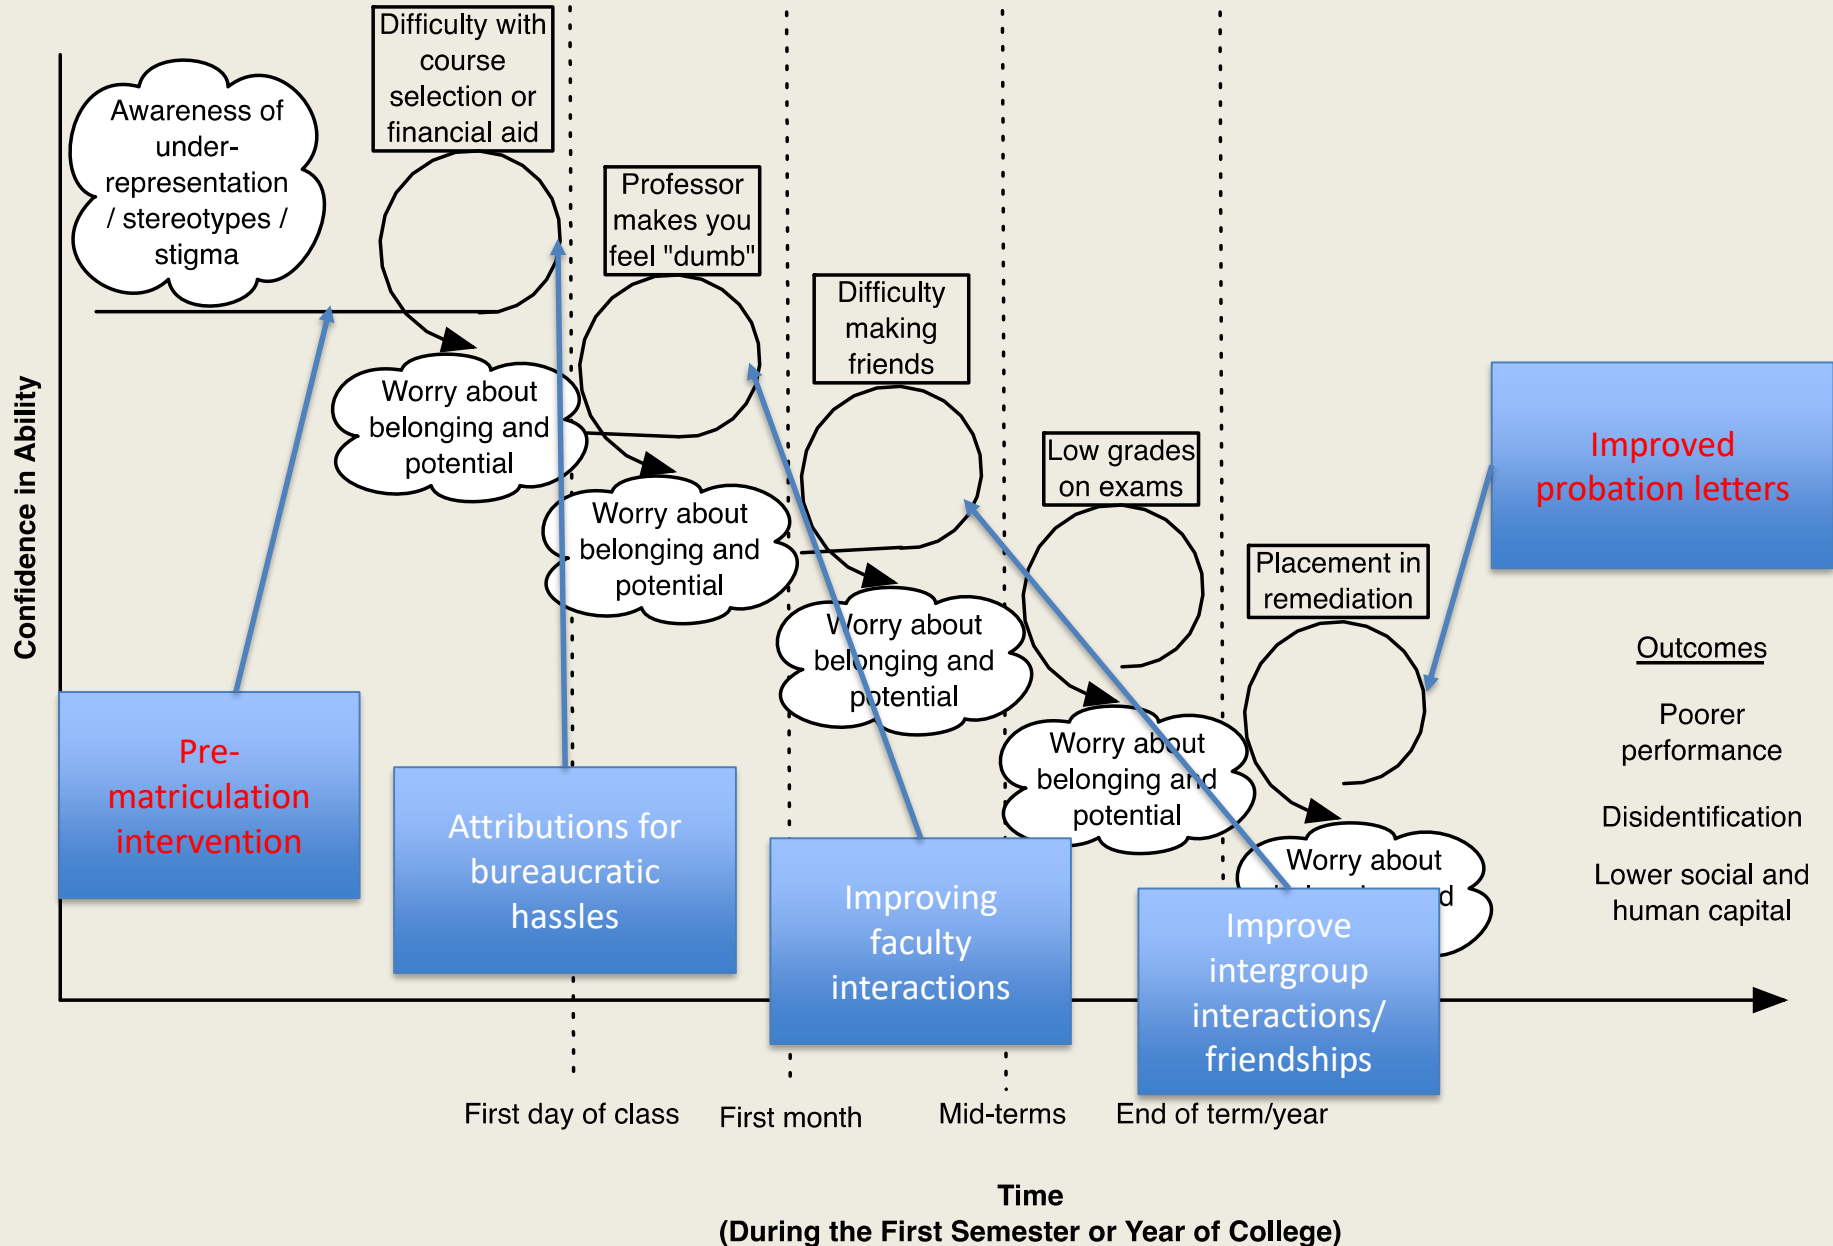 Difficulty with
course
selection or
financial aid
Awareness of
under-
representation
/ stereotypes /
stigma
Professor
makes you
feel "dumb"
Difficulty
making
friends
Low grades
on exams
Placement in
remediation
Improved
probation letters
Worry about
belonging and
potential
Worry about
belonging and
potential
Worry about
belonging and
potential
Worry about
belonging and
potential
Worry about
Outcomes
Poorer
performance
Disidentification
Lower social and
human capital
Confidence in Ability
Pre-
matriculation
intervention
Attributions for
bureaucratic
hassles
Improving
faculty
interactions
Improve
intergroup
interactions/
friendships
First day of class
First month
Mid-terms
End of term/year
Time
(During the First Semester or Year of College)